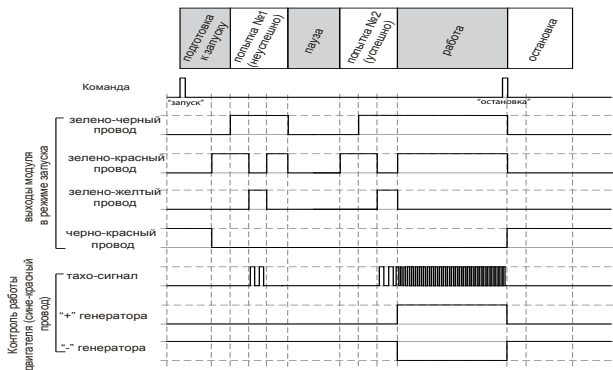 подготовка
к запуску
попытка №1
(неуспешно)
пауза
попытка №2
(успешно)
работа
остановка
Команда
"запуск"
"остановка"
выходы модуля
в режиме запуска
зелено-черный
провод
зелено-красный
провод
зелено-желтый
провод
черно-красный
провод
Контроль работы
двигателя (сине-красный
провод)
тахо-сигнал
"+" генератора
"-" генератора